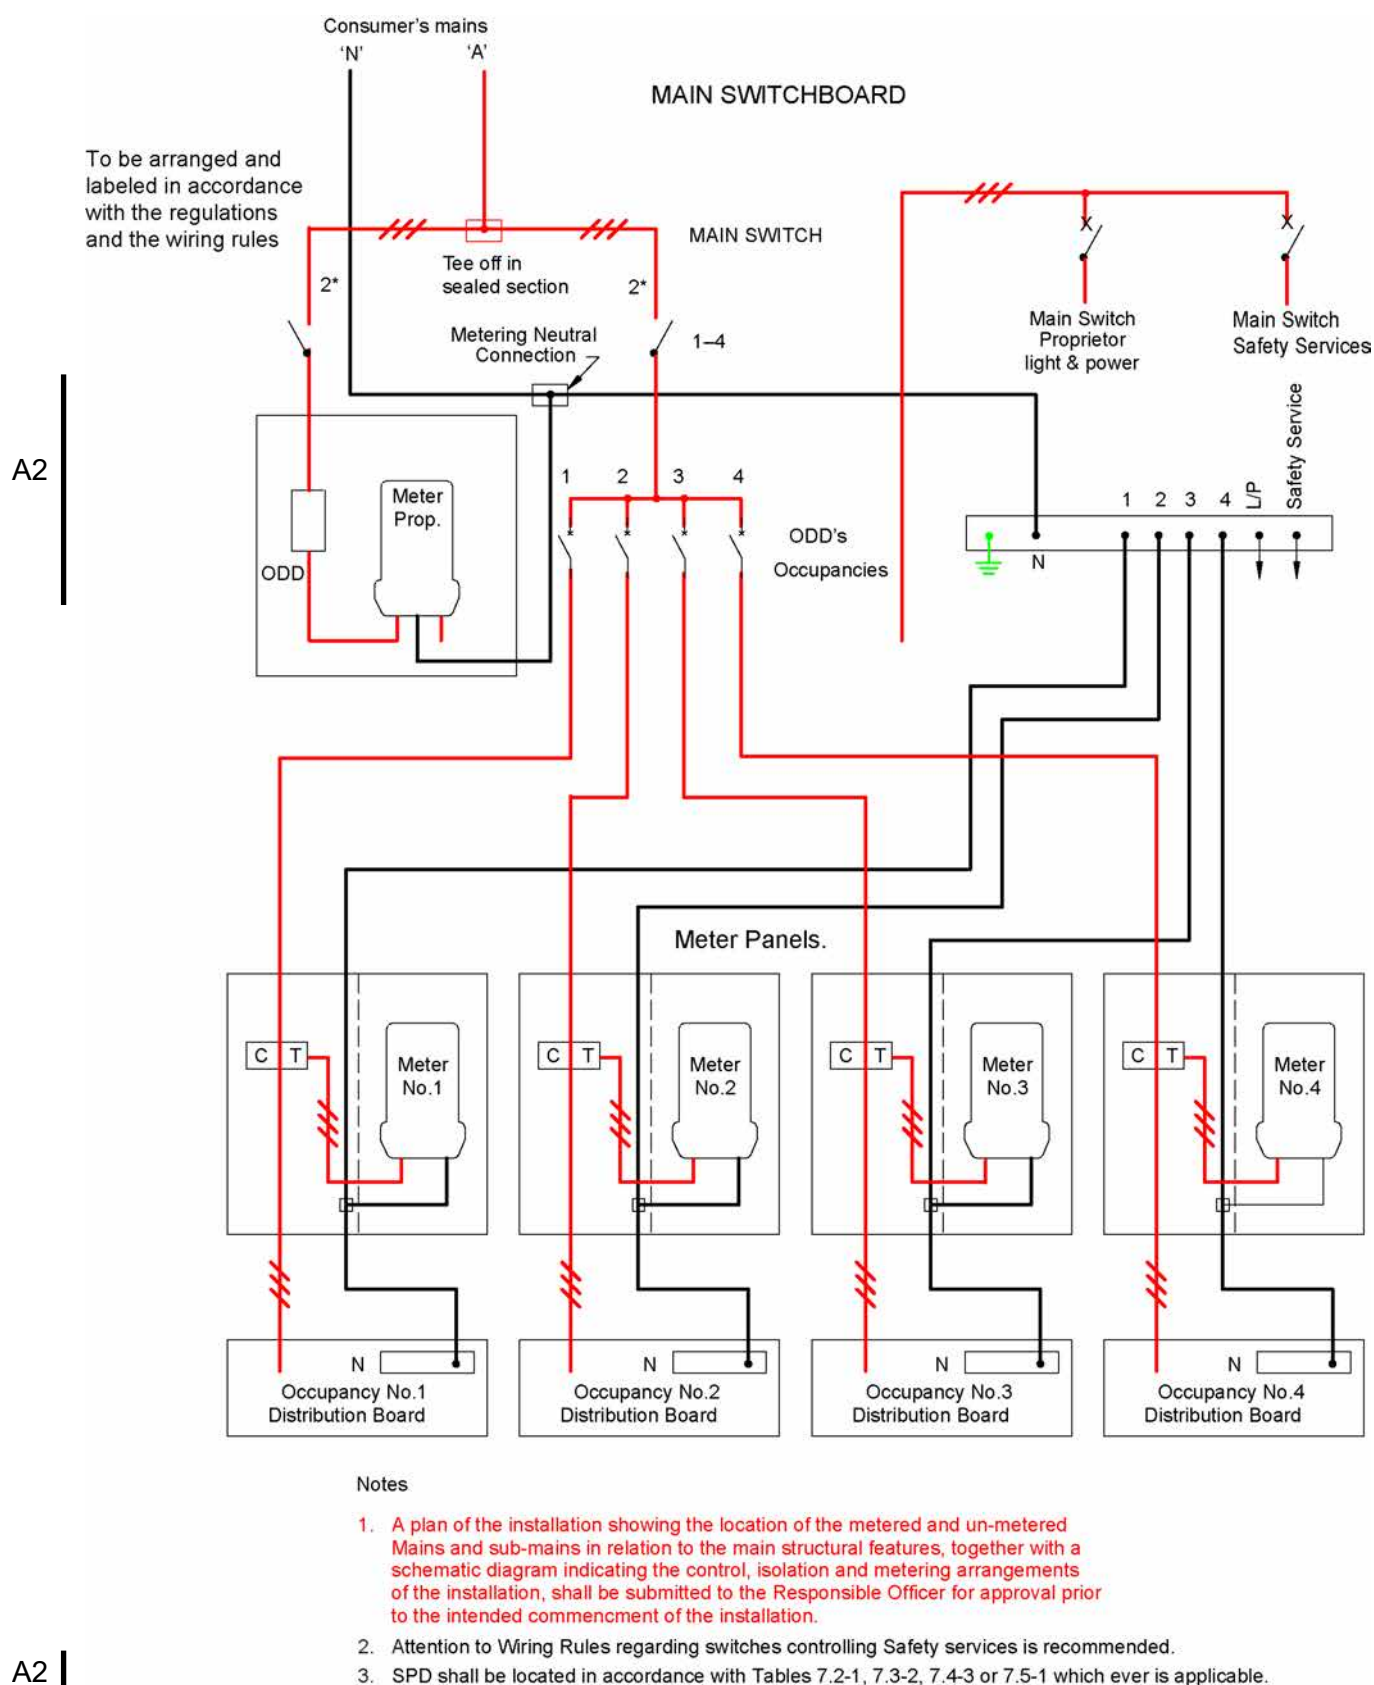 Consumer's mains
'N' 'A'
MAIN SWITCHBOARD
To be arranged and
labeled in accordance
with the regulations
and the wiring rules
MAIN SWITCH
Tee off in
sealed section
2* 2*
Metering Neutral
Connection
1–4
Main Switch
Proprietor
light & power
Main Switch
Safety Services
A2
1 2 3 4
Meter
Prop.
ODD
ODD's
Occupancies
N
1 2 3 4 L/P Safety Service
Meter Panels.
C T
Meter
No.1
C T
Meter
No.2
C T
Meter
No.3
C T
Meter
No.4
N
Occupancy No.1
Distribution Board
N
Occupancy No.2
Distribution Board
N
Occupancy No.3
Distribution Board
N
Occupancy No.4
Distribution Board
Notes
1. A plan of the installation showing the location of the metered and un-metered
Mains and sub-mains in relation to the main structural features, together with a
schematic diagram indicating the control, isolation and metering arrangements
of the installation, shall be submitted to the Responsible Officer for approval prior
to the intended commencment of the installation.
2. Attention to Wiring Rules regarding switches controlling Safety services is recommended.
A2
3. SPD shall be located in accordance with Tables 7.2-1, 7.3-2, 7.4-3 or 7.5-1 which ever is applicable.